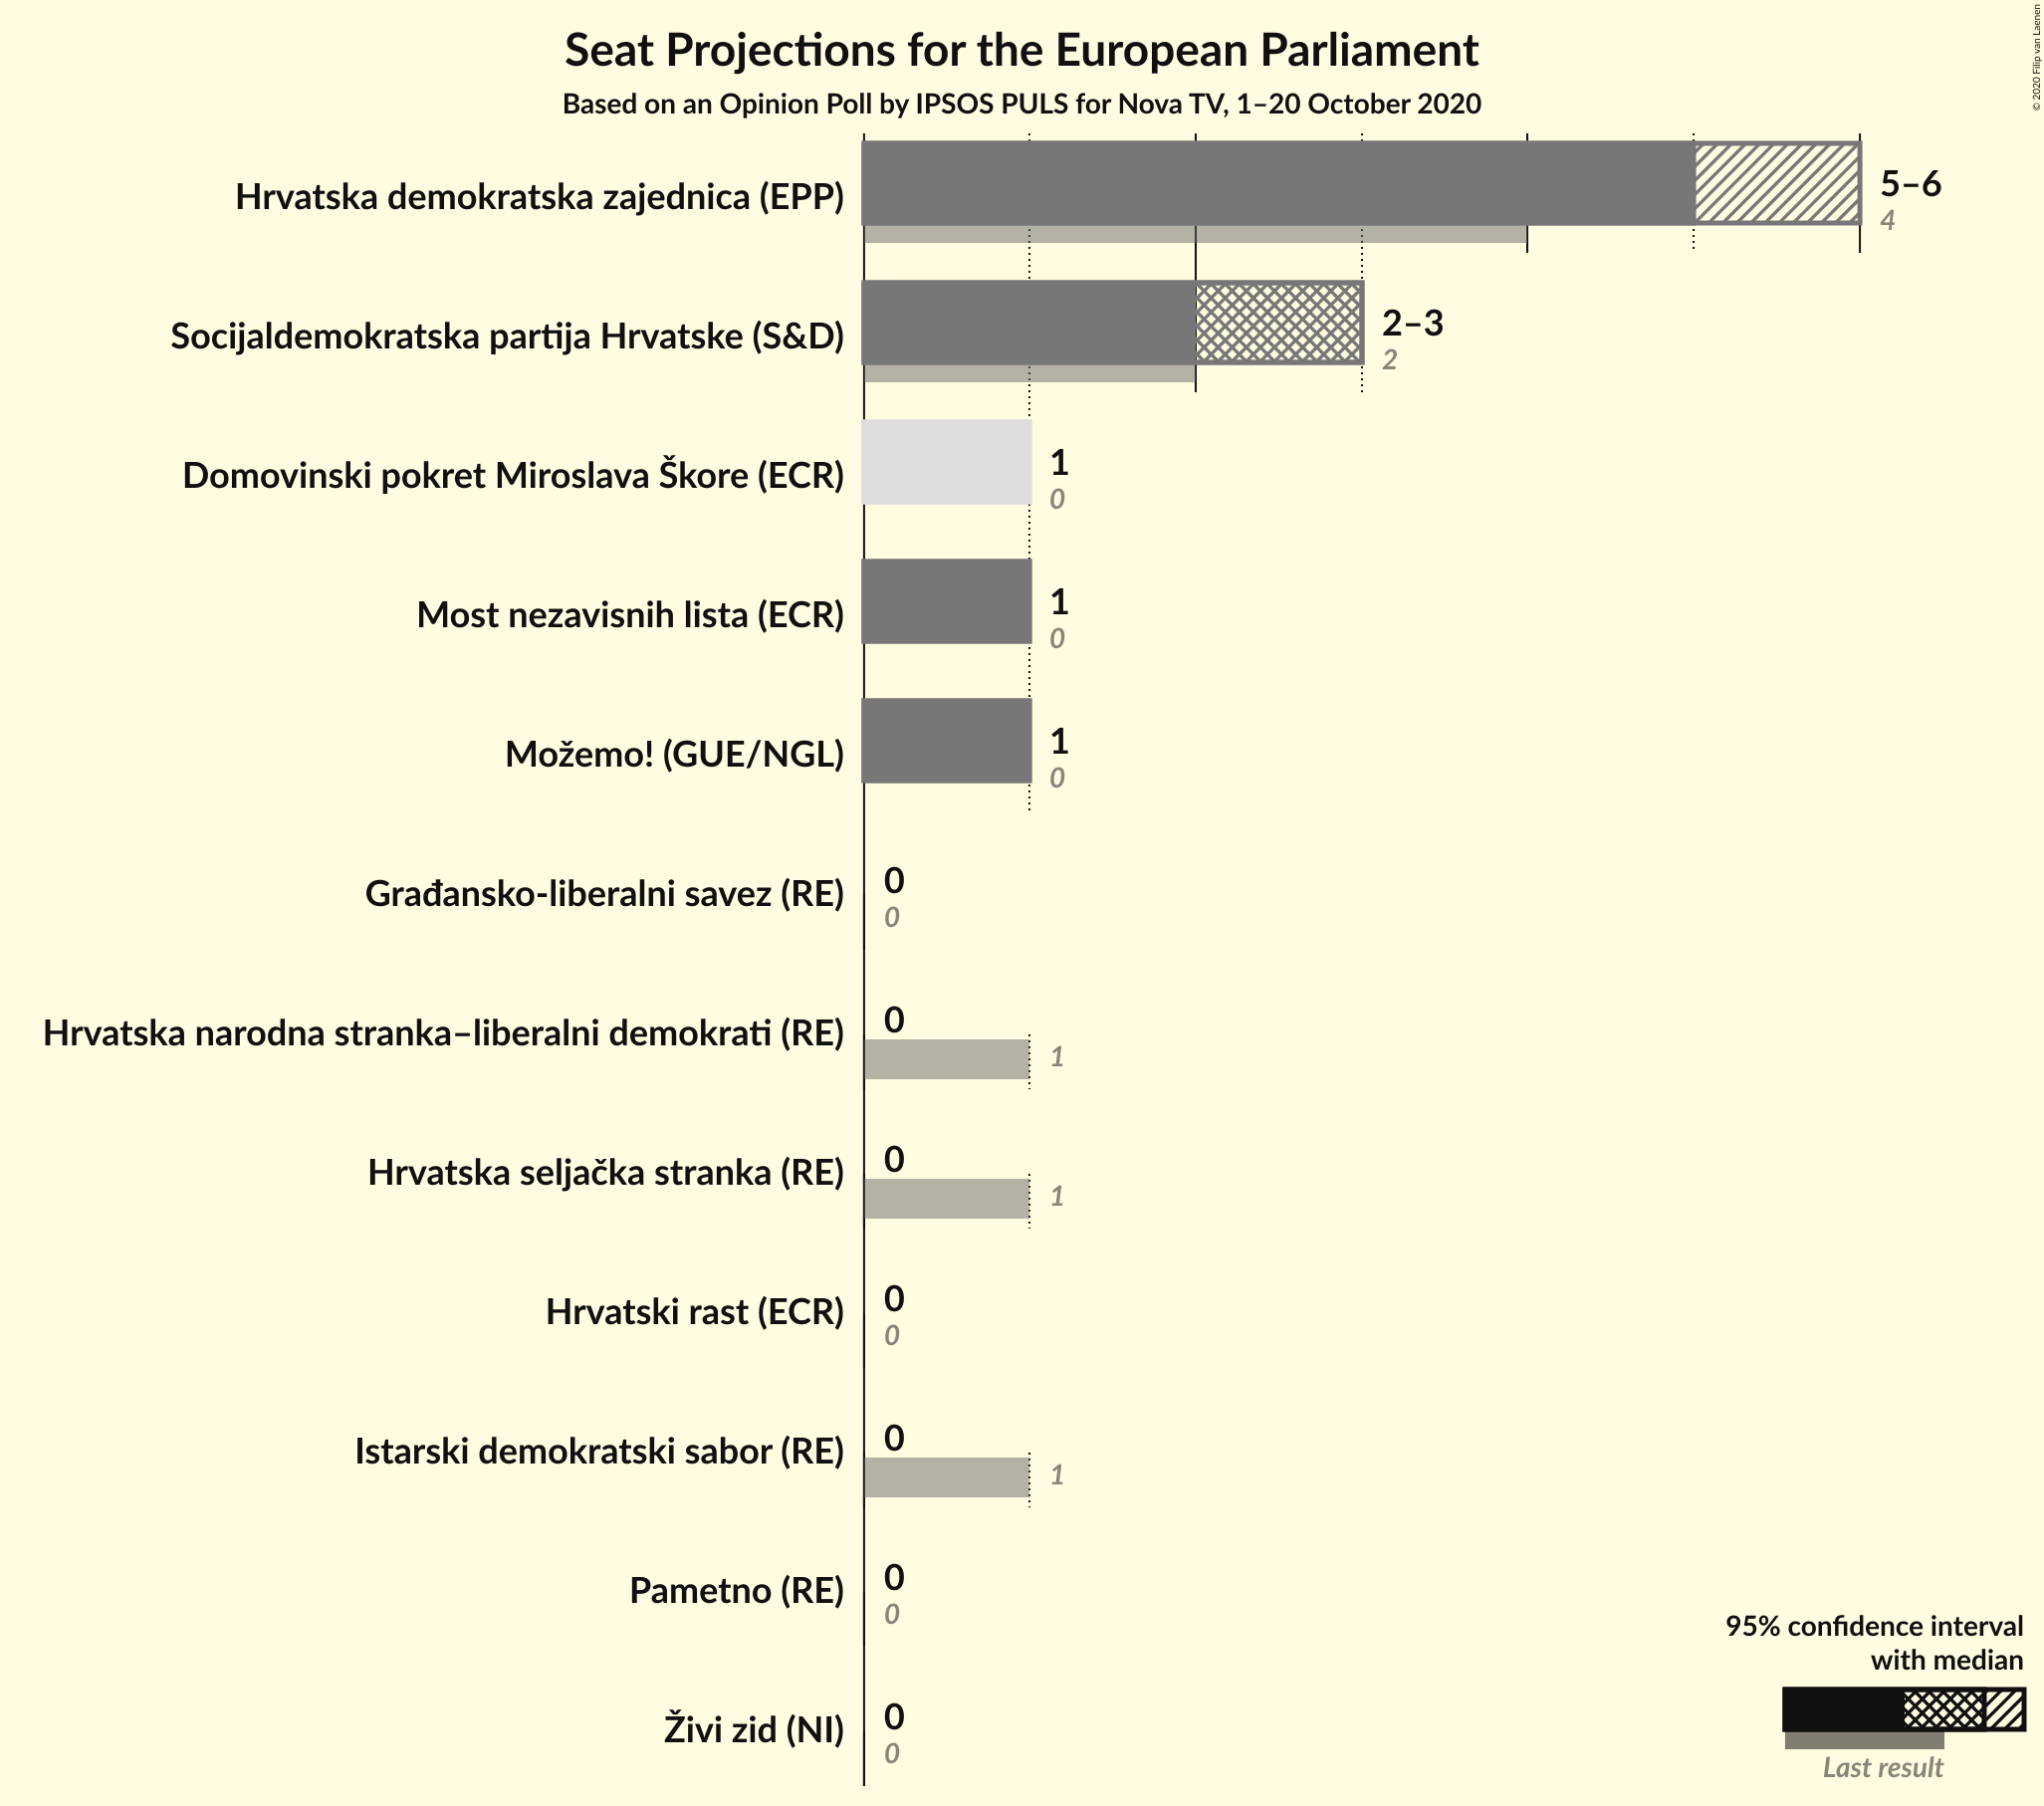 Seat Projections for the European Parliament
Based on an Opinion Poll by IPSOS PULS for Nova TV, 1–20 October 2020
© 2020 Filip van Laenen
Hrvatska demokratska zajednica (EPP)
5–6
4
Socijaldemokratska partija Hrvatske (S&D)
2–3
2
Domovinski pokret Miroslava Škore (ECR)
1
0
Most nezavisnih lista (ECR)
1
0
Možemo! (GUE/NGL)
1
0
Građansko-liberalni savez (RE)
0
0
Hrvatska narodna stranka–liberalni demokrati (RE)
0
1
Hrvatska seljačka stranka (RE)
0
1
Hrvatski rast (ECR)
0
0
Istarski demokratski sabor (RE)
0
1
Pametno (RE)
0
0
Živi zid (NI)
0
0
95% confidence interval
with median
Last result